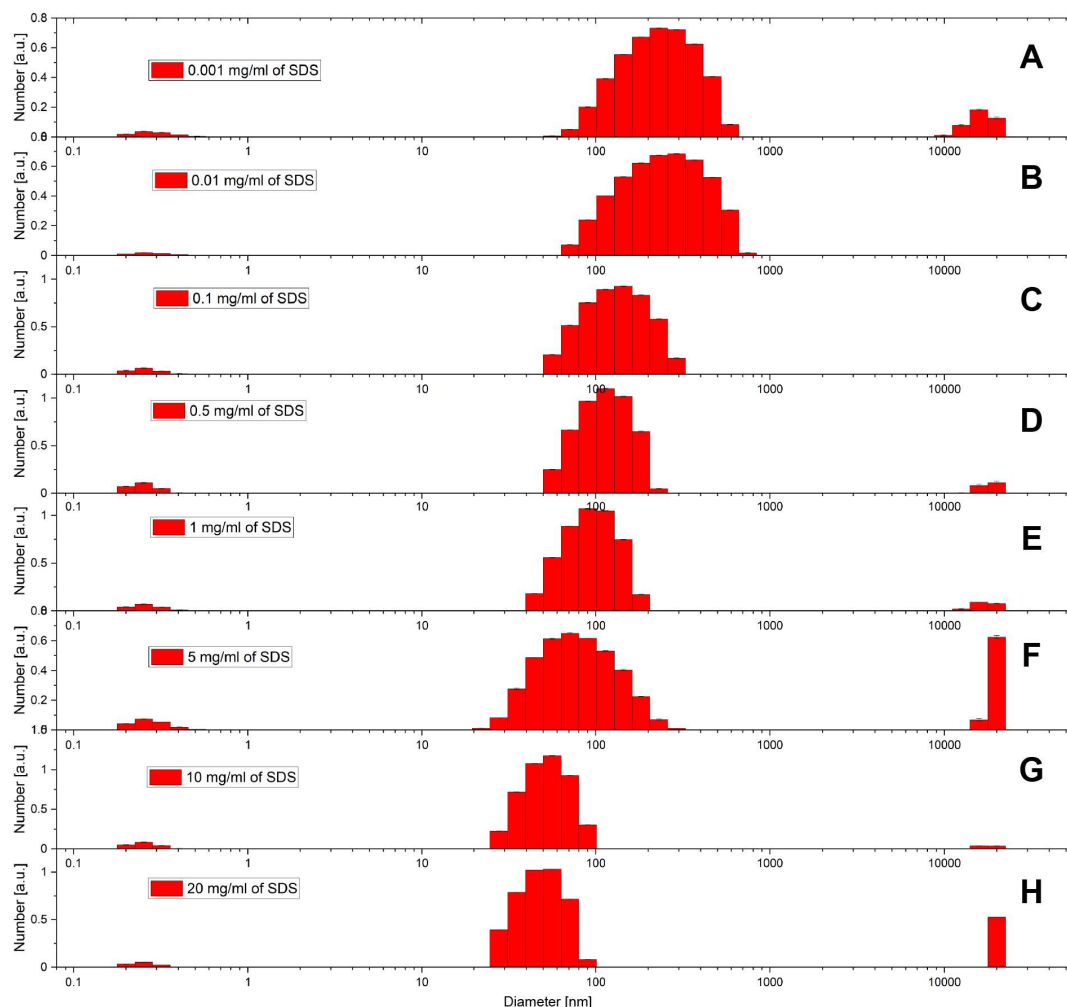 0.8
0.6
0.4
0.2
Number [a.u.]
0.001 mg/ml of SDS
A
0.1 1 10 100 1000 10000
0.6
0.4
0.2
0
Number [a.u.]
0.01 mg/ml of SDS
B
0.1 1 10 100 1000 10000
1
0.5
0
Number [a.u.]
0.1 mg/ml of SDS
C
0.1 1 10 100 1000 10000
1
0.5
0
Number [a.u.]
0.5 mg/ml of SDS
D
0.1 1 10 100 1000 10000
1
0.5
Number [a.u.]
1 mg/ml of SDS
E
0.1 1 10 100 1000 10000
0.6
0.4
0.2
Number [a.u.]
5 mg/ml of SDS
F
0.1 1 10 100 1000 10000
1
0.5
0
Number [a.u.]
10 mg/ml of SDS
G
0.1 1 10 100 1000 10000
1
0.5
0
Number [a.u.]
20 mg/ml of SDS
H
0.1 1 10 100 1000 10000
Diameter [nm]